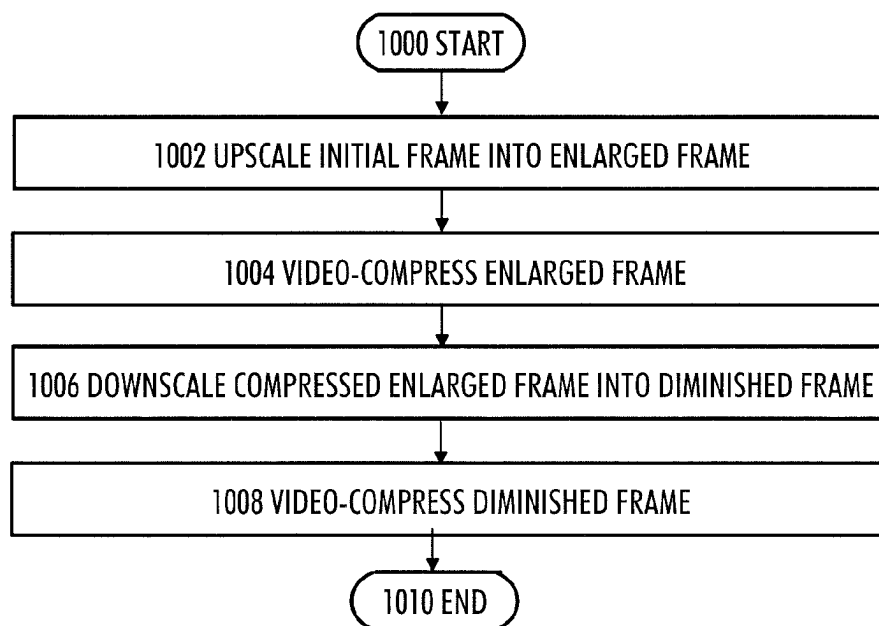 1000 START
1002 UPSCALE INITIAL FRAME INTO ENLARGED FRAME
1004 VIDEO-COMPRESS ENLARGED FRAME
1006 DOWNSCALE COMPRESSED ENLARGED FRAME INTO DIMINISHED FRAME
1008 VIDEO-COMPRESS DIMINISHED FRAME
1010 END